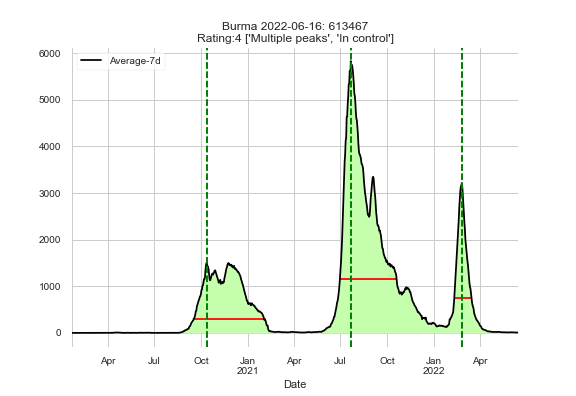 Burma 2022-06-16: 613467
Rating:4 ['Multiple peaks', 'In control']
Average-7d
6000
5000
4000
3000
2000
1000
0
Apr Jul Oct Jan Apr Jul Oct Jan Apr
2021 2022
Date